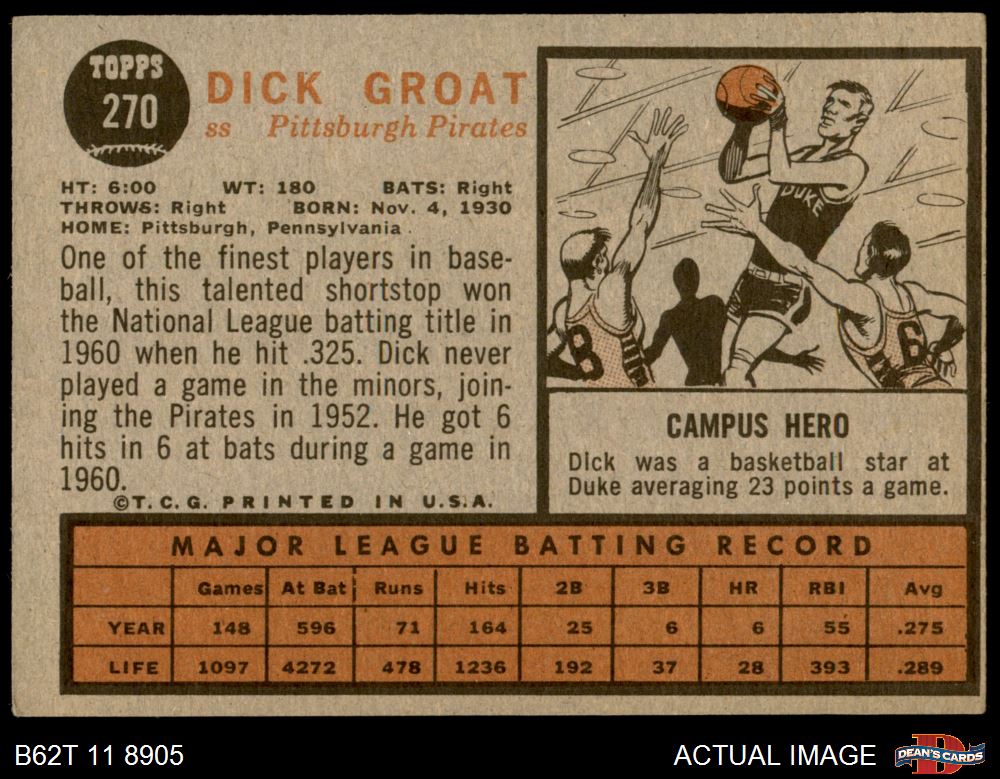 TOPPS
270
DICK GROAT
ss Pittsburgh Pirates
HT: 6:00 WT: 180 BATS: Right
THROWS: Right BORN: Nov. 4, 1930
HOME: Pittsburgh, Pennsylvania
One of the finest players in base-
ball, this talented shortstop won
the National League batting title in
1960 when he hit .325. Dick never
played a game in the minors, join-
ing the Pirates in 1952. He got 6
hits in 6 at bats during a game in
1960.
©T.C.G. PRINTED IN U.S.A.
DUKE
8
6
CAMPUS HERO
Dick was a basketball star at
Duke averaging 23 points a game.
MAJOR LEAGUE BATTING RECORD
Games At Bat Runs Hits 2B 3B HR RBI Avg
YEAR 148 596 71 164 25 6 6 55 .275
LIFE 1097 4272 478 1236 192 37 28 393 .289
B62T 11 8905
ACTUAL IMAGE
D
DEAN'S CARDS